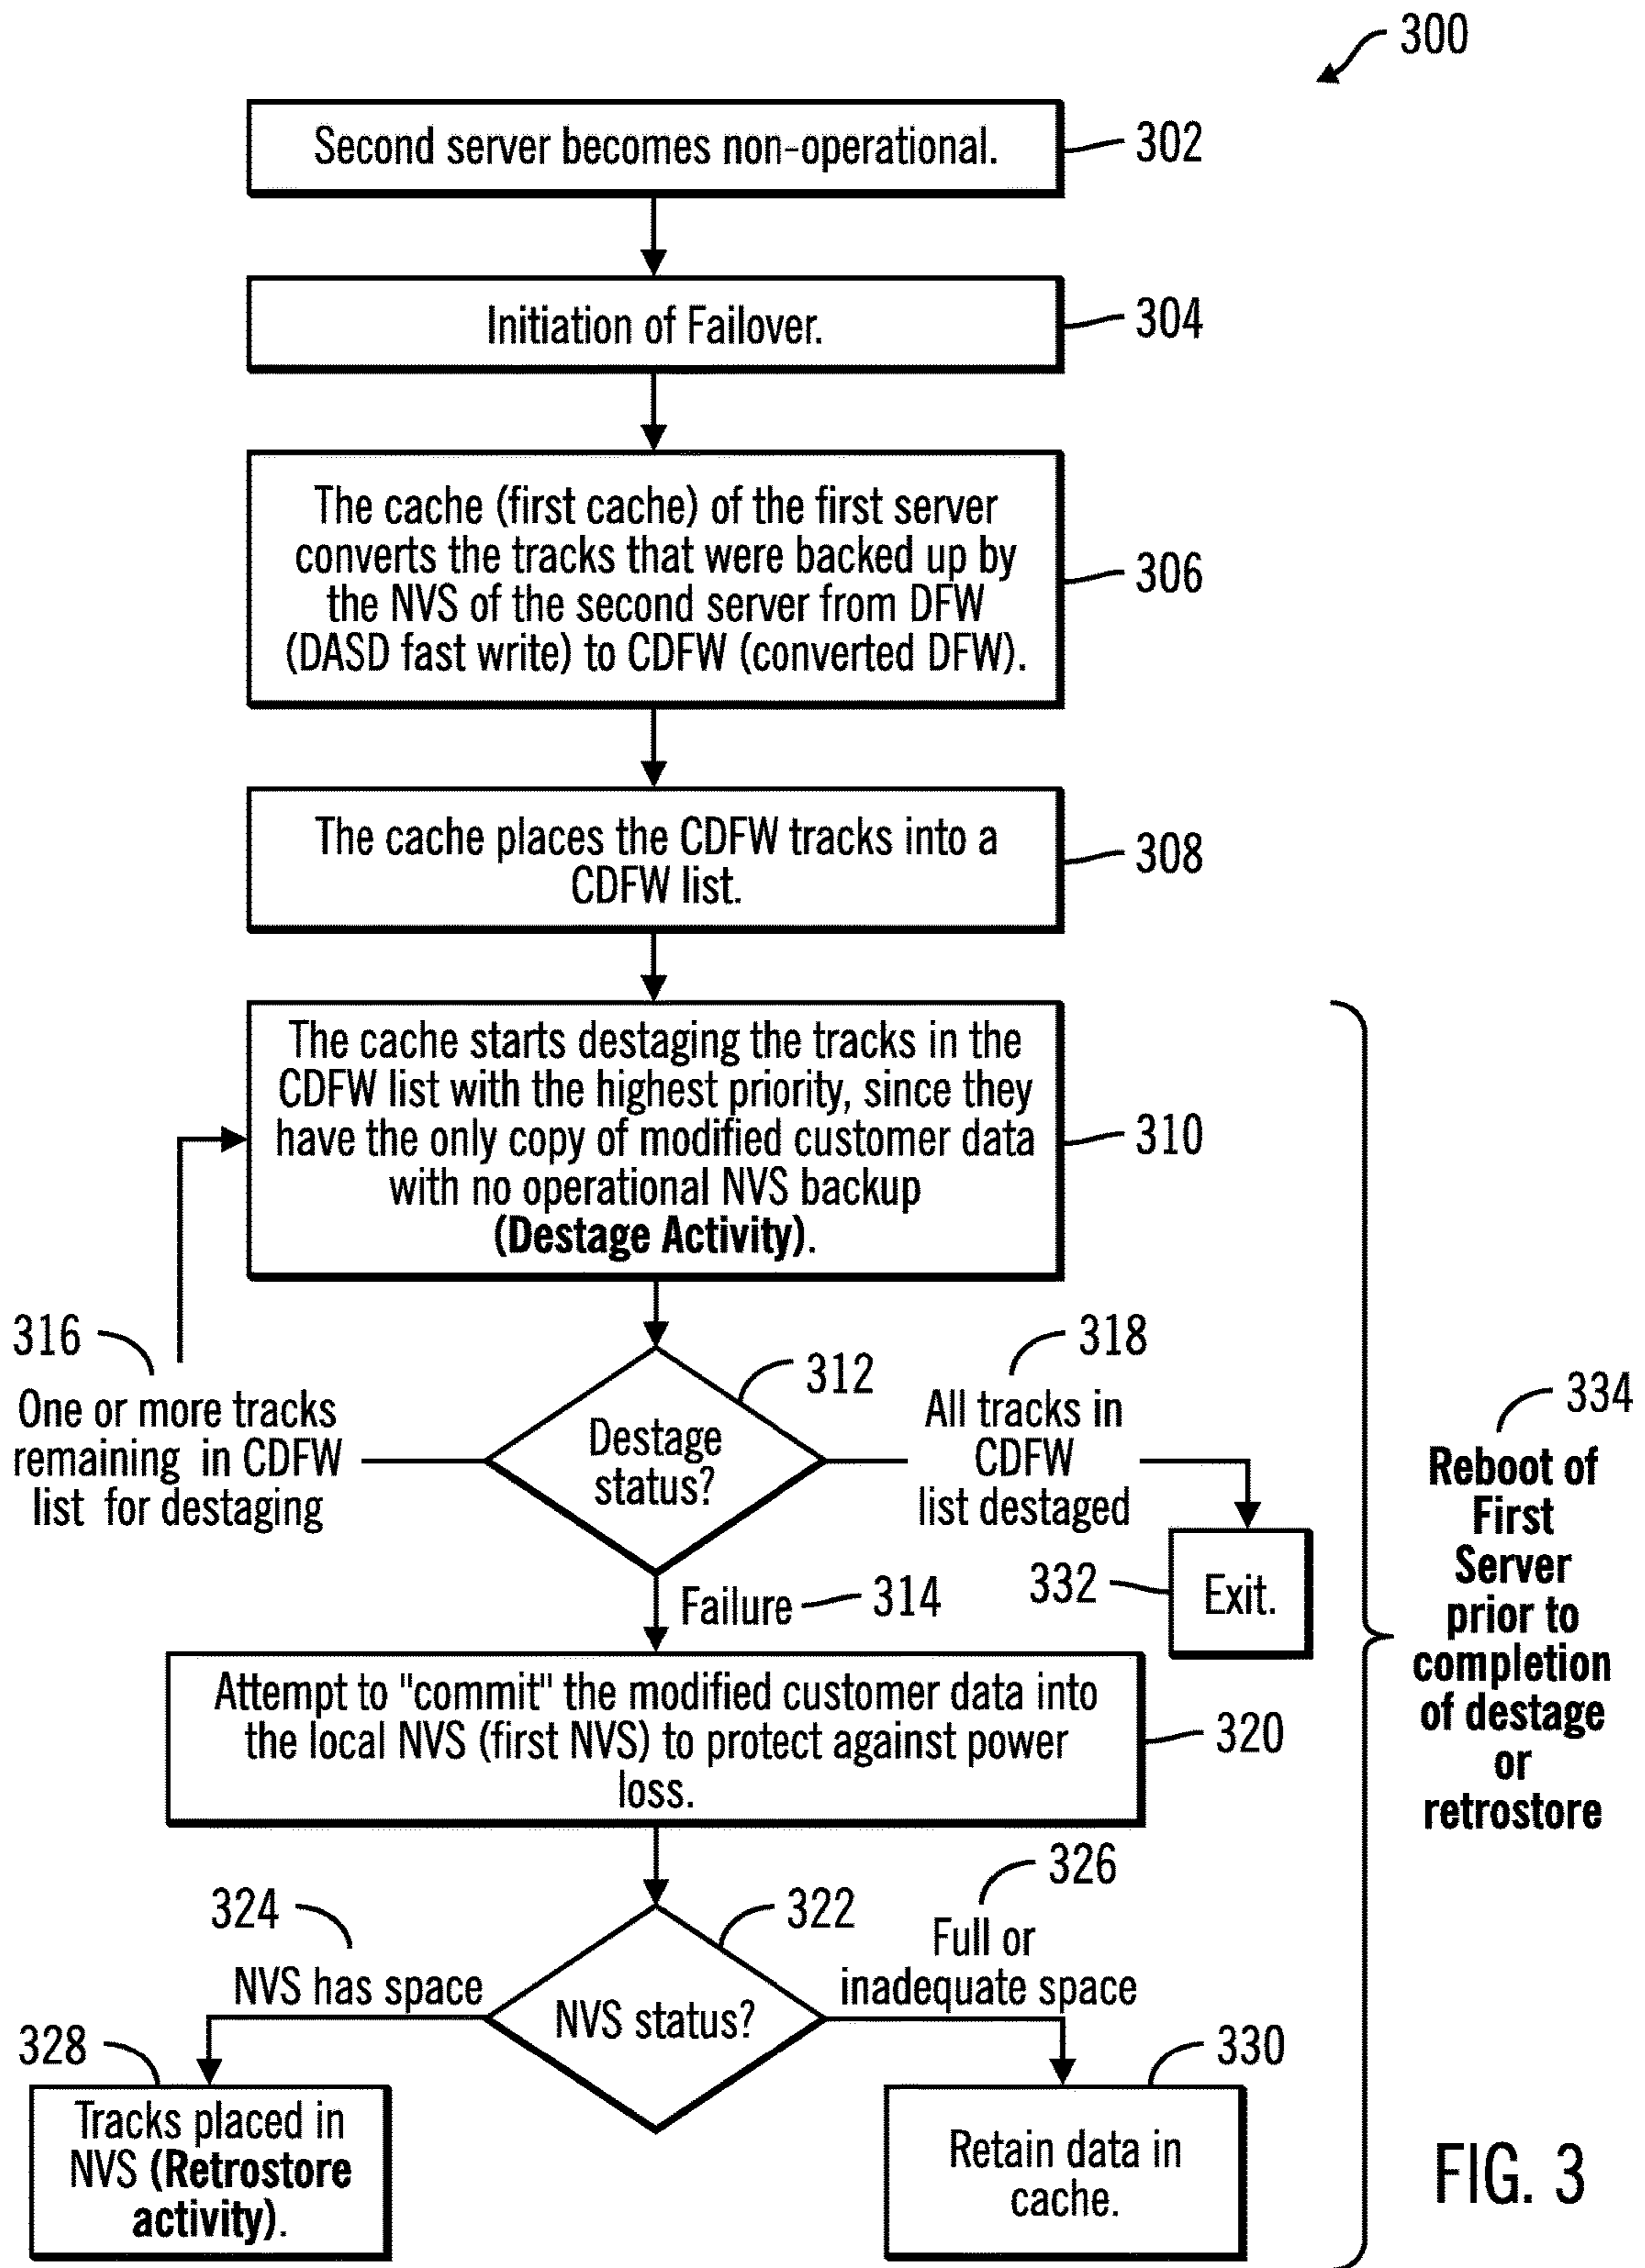 300
Second server becomes non-operational.
302
Initiation of Failover.
304
The cache (first cache) of the first server
converts the tracks that were backed up by
the NVS of the second server from DFW
(DASD fast write) to CDFW (converted DFW).
306
The cache places the CDFW tracks into a
CDFW list.
308
The cache starts destaging the tracks in the
CDFW list with the highest priority, since they
have the only copy of modified customer data
with no operational NVS backup
(Destage Activity).
310
316
One or more tracks
remaining in CDFW
list for destaging
312
Destage
status?
318
All tracks in
CDFW
list destaged
332
Exit.
Failure
314
334
Reboot of
First
Server
prior to
completion
of destage
or
retrostore
Attempt to "commit" the modified customer data into
the local NVS (first NVS) to protect against power
loss.
320
324
NVS has space
322
NVS status?
326
Full or
inadequate space
328
Tracks placed in
NVS (Retrostore
activity).
330
Retain data in
cache.
FIG. 3